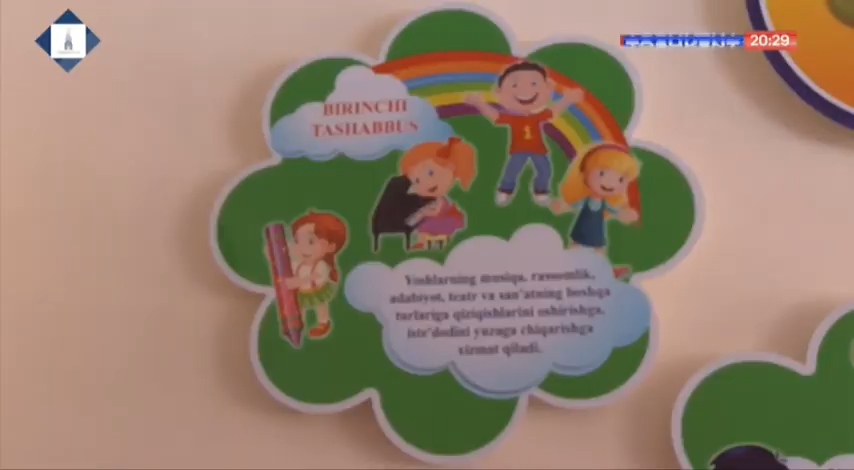 20:29
BIRINCHI
TASHABBUS
1
Yoshlarning musiqa, rassomlik,
adabiyot, teatr va san'atning boshqa
turlariga qiziqishlarini oshirishga,
iste'dodini yuzaga chiqarishga
xizmat qiladi.